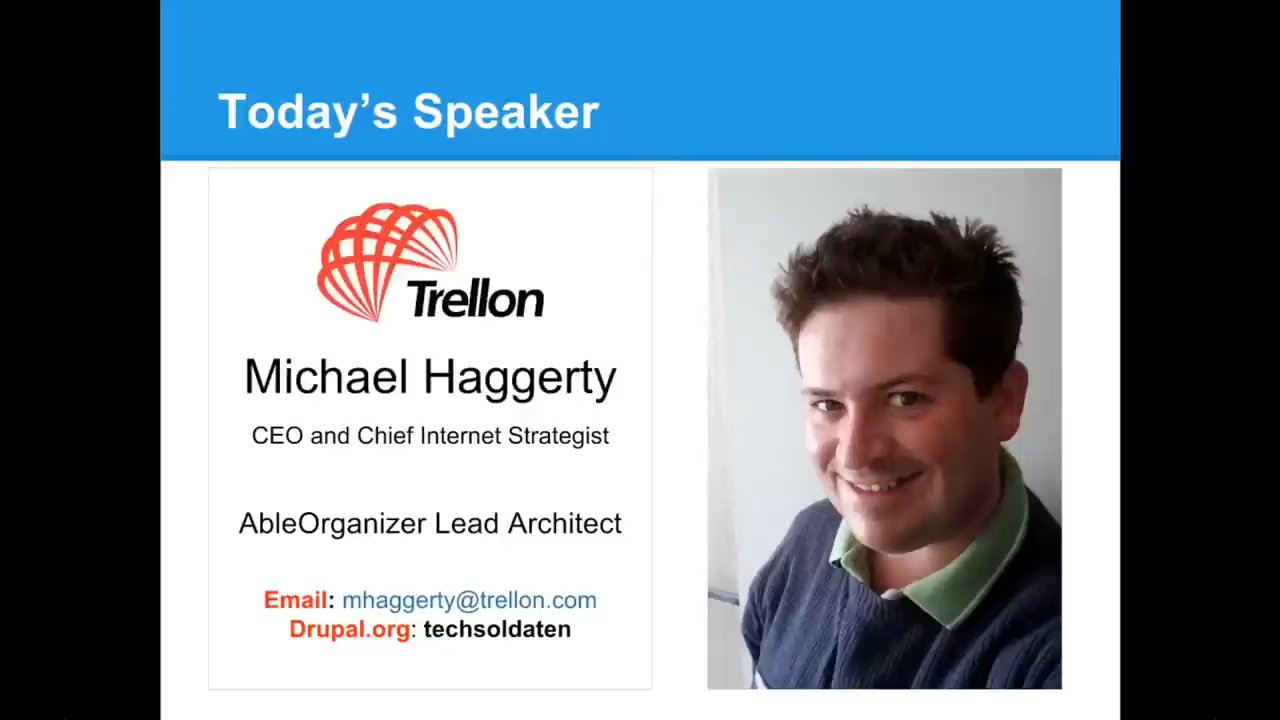 Today’s Speaker
Trellon
Michael Haggerty
CEO and Chief Internet Strategist
AbleOrganizer Lead Architect
Email: mhaggerty@trellon.com
Drupal.org: techsoldaten